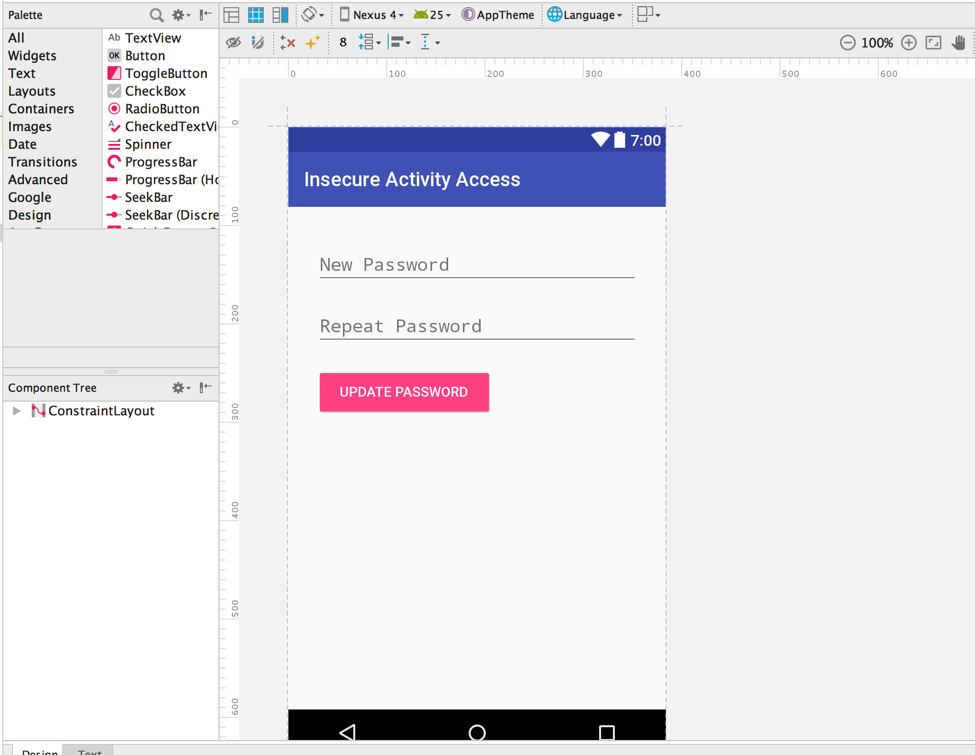 Palette
Nexus 4 25 AppTheme Language
All
Widgets
Text
Layouts
Containers
Images
Date
Transitions
Advanced
Google
Design
Ab TextView
OK Button
ToggleButton
CheckBox
RadioButton
CheckedTextVi
Spinner
ProgressBar
ProgressBar (Ho
SeekBar
SeekBar (Discre
8
100%
0 100 200 300 400 500 600
0
100
200
300
400
500
600
7:00
Insecure Activity Access
New Password
Repeat Password
UPDATE PASSWORD
Component Tree
ConstraintLayout
Design Text